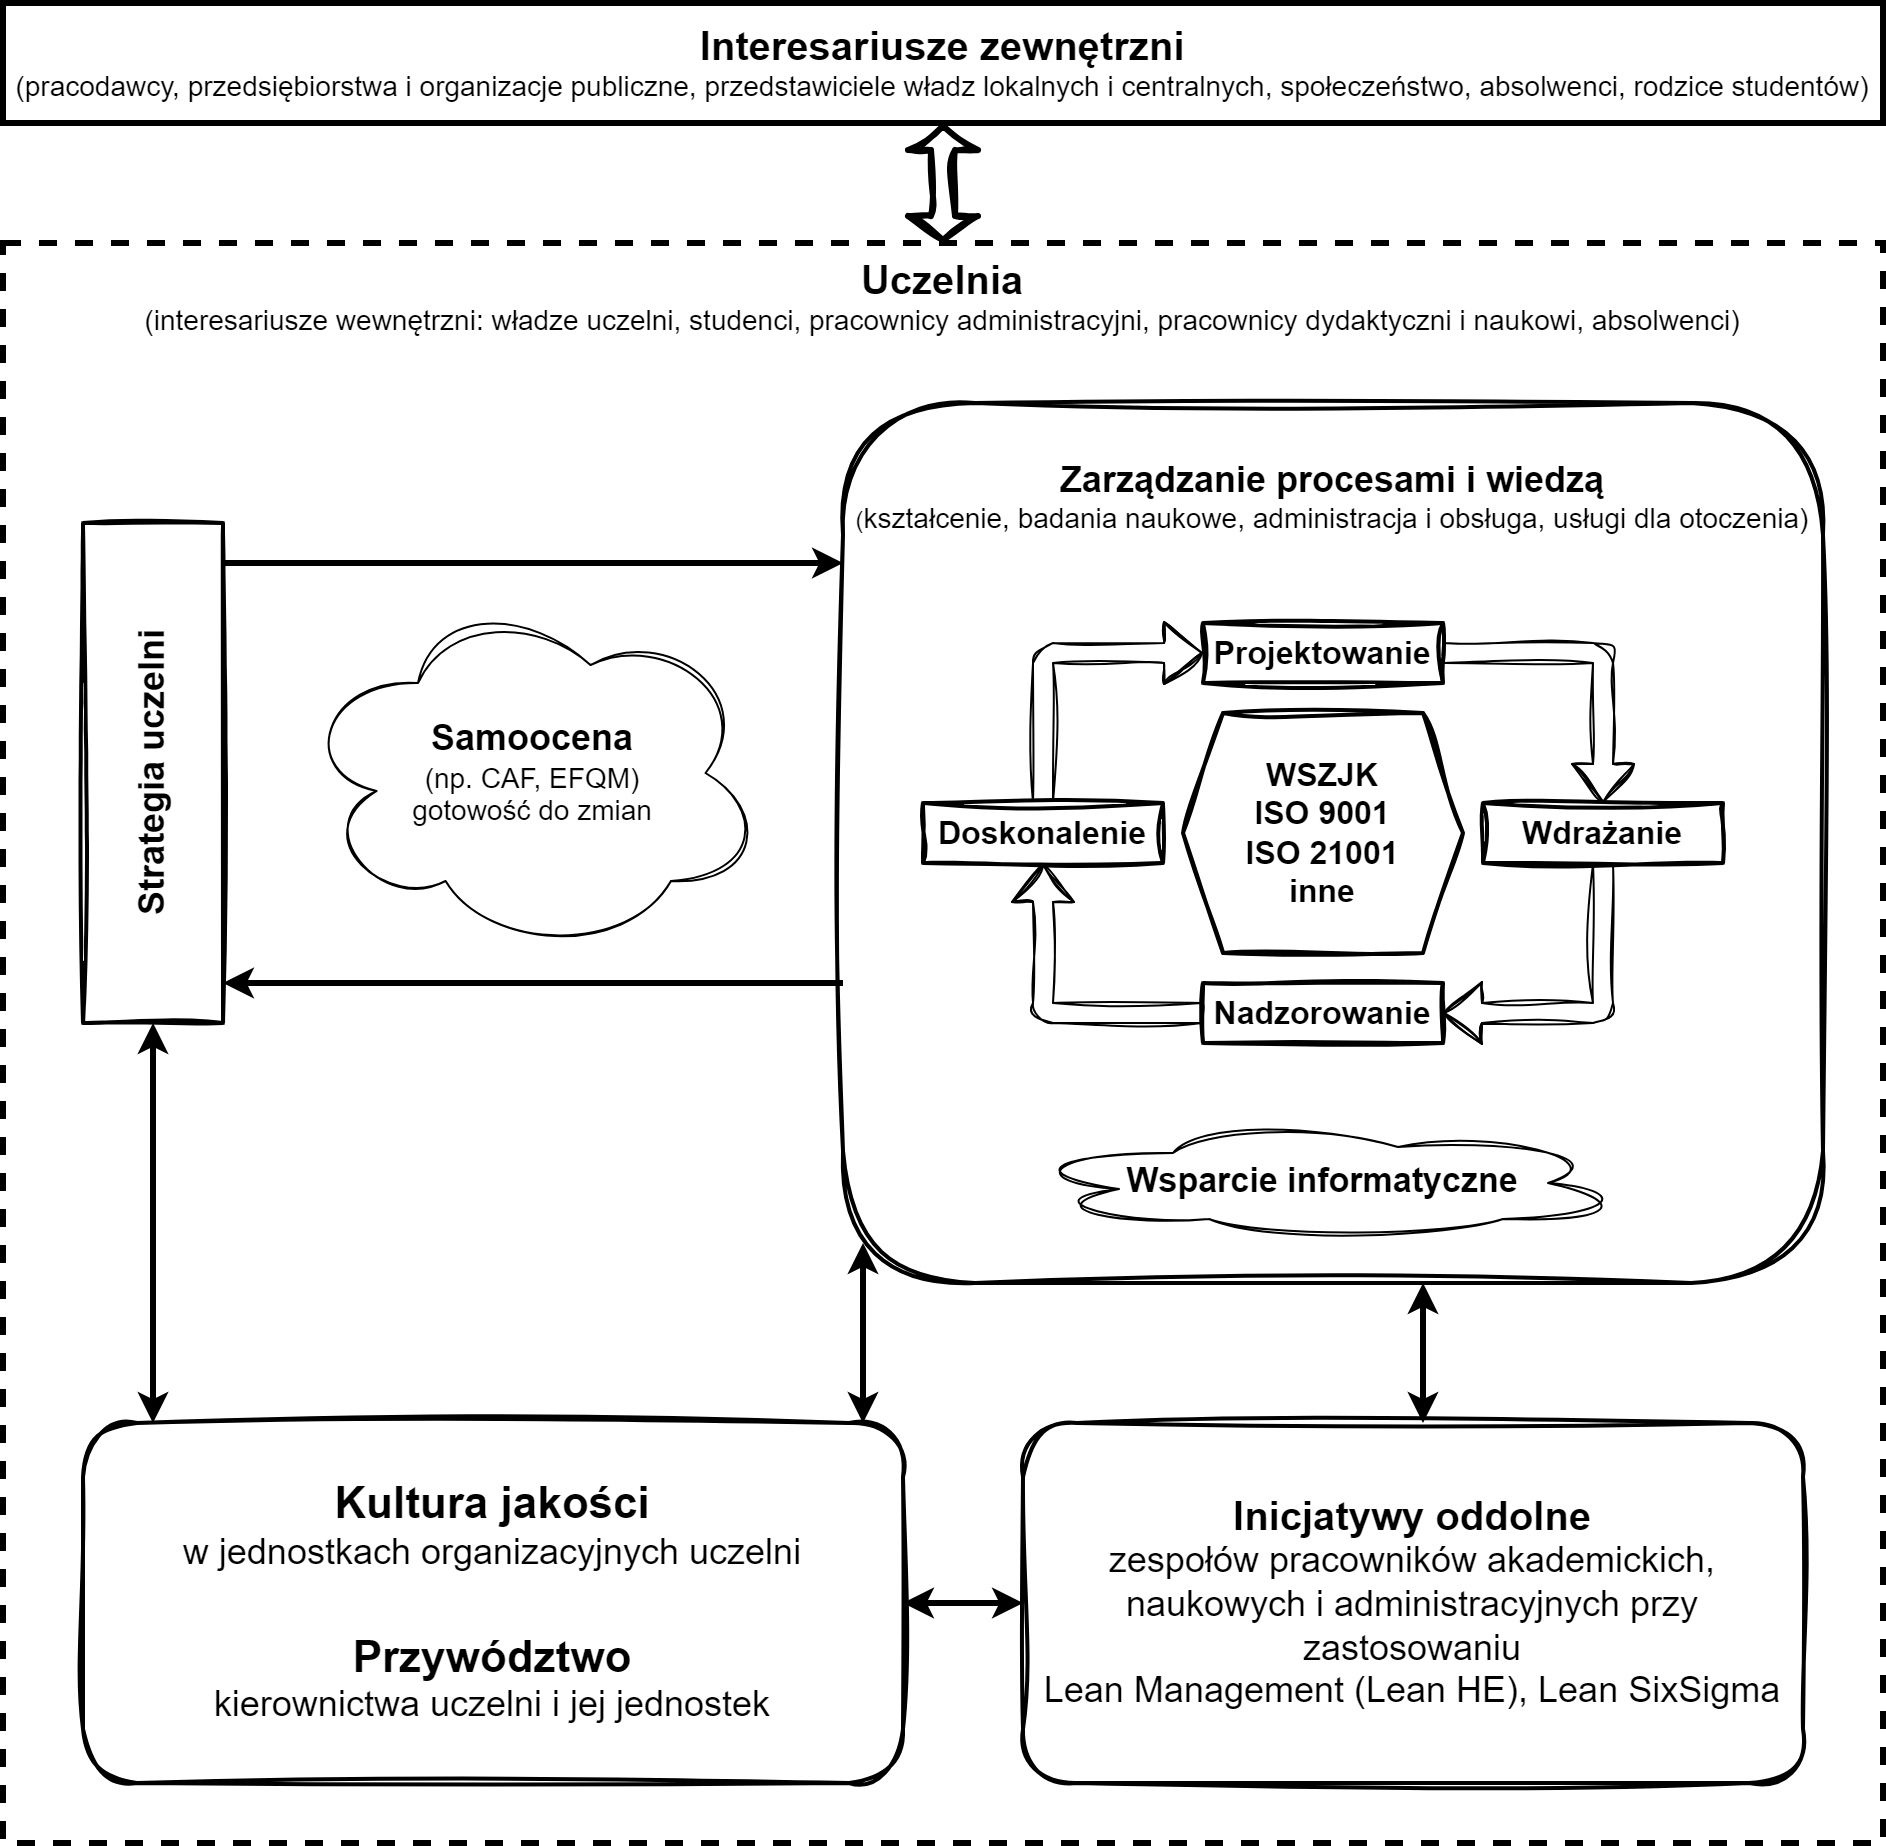 Interesariusze zewnętrzni
(pracodawcy, przedsiębiorstwa i organizacje publiczne, przedstawiciele władz lokalnych i centralnych, społeczeństwo, absolwenci, rodzice studentów)
Uczelnia
(interesariusze wewnętrzni: władze uczelni, studenci, pracownicy administracyjni, pracownicy dydaktyczni i naukowi, absolwenci)
Zarządzanie procesami i wiedzą
(kształcenie, badania naukowe, administracja i obsługa, usługi dla otoczenia)
Strategia uczelni
Samoocena
(np. CAF, EFQM)
gotowość do zmian
Projektowanie
WSZJK
ISO 9001
ISO 21001
inne
Doskonalenie
Wdrażanie
Nadzorowanie
Wsparcie informatyczne
Kultura jakości
w jednostkach organizacyjnych uczelni
Przywództwo
kierownictwa uczelni i jej jednostek
Inicjatywy oddolne
zespołów pracowników akademickich,
naukowych i administracyjnych przy
zastosowaniu
Lean Management (Lean HE), Lean SixSigma